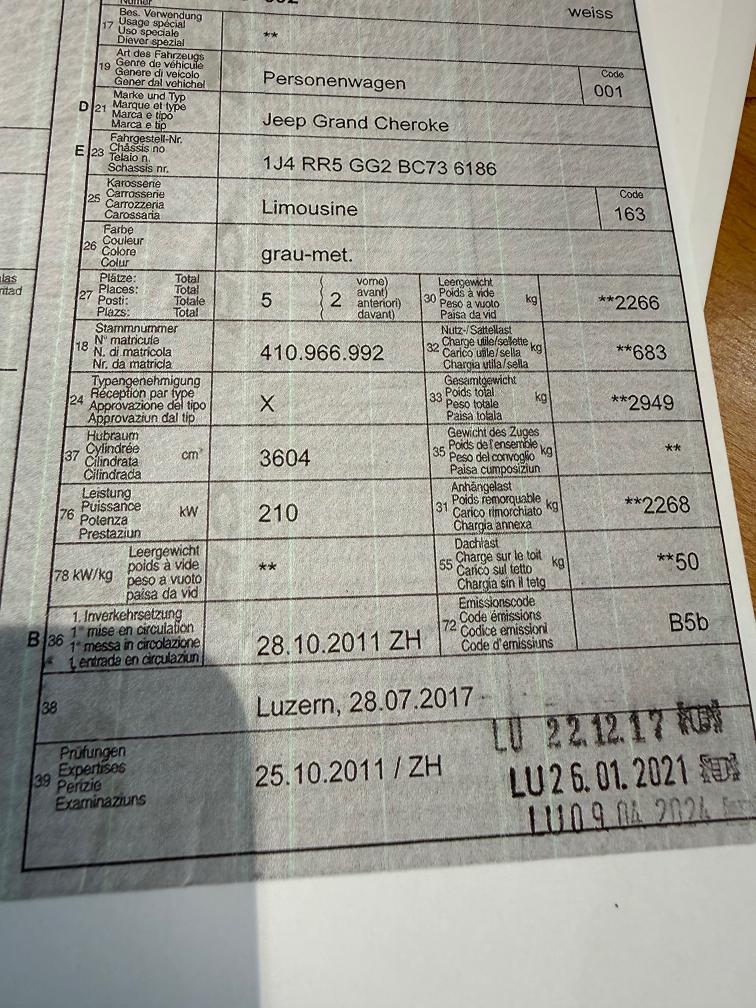 weiss
17 Bes. Verwendung
Usage spécial
Uso speciale
Diever spezial
**
19 Art des Fahrzeugs
Genre de véhicule
Genere di veicolo
Gener dal vehichel
Personenwagen
Code
001
D 21 Marke und Typ
Marque et type
Marca e tipo
Marca e tip
Jeep Grand Cheroke
E 23 Fahrgestell-Nr.
Châssis no
Telaio n.
Schassis nr.
1J4 RR5 GG2 BC73 6186
25 Karosserie
Carrosserie
Carrozzeria
Carossaria
Limousine
Code
163
26 Farbe
Couleur
Colore
Colur
grau-met.
27 Plätze: Total
Places: Total
Posti: Totale
Plazs: Total
5
( 2 vorne)
avant)
anteriori)
davant)
30 Leergewicht
Poids à vide
Peso a vuoto
Paisa da vid
kg
**2266
18 Stammnummer
N° matricule
N. di matricola
Nr. da matricla
410.966.992
32 Nutz-/Sattellast
Charge utile/sellette
Carico utile/sella
Chargia utila/sella
kg
**683
24 Typengenehmigung
Réception par type
Approvazione del tipo
Approvaziun dal tip
X
33 Gesamtgewicht
Poids total
Peso totale
Paisa totala
kg
**2949
37 Hubraum
Cylindrée
Cilindrata
Cilindrada
cm³
3604
35 Gewicht des Zuges
Poids de l'ensemble
Peso del convoglio
Paisa cumposiziun
kg
**
76 Leistung
Puissance
Potenza
Prestaziun
kW
210
31 Anhängelast
Poids remorquable
Carico rimorchiato
Chargia annexa
kg
**2268
78 kW/kg Leergewicht
poids à vide
peso a vuoto
paisa da vid
**
55 Dachlast
Charge sur le toit
Carico sul tetto
Chargia sin il tetg
kg
**50
B 36 1. Inverkehrsetzung
1re mise en circulation
1a messa in circolazione
1. entrada en circulaziun
28.10.2011 ZH
72 Emissionscode
Code émissions
Codice emissioni
Code d'emissiuns
B5b
38
Luzern, 28.07.2017
39 Prüfungen
Expertises
Perizie
Examinaziuns
25.10.2011 / ZH
LU 22.12.17
LU 26.01.2021
LU 09.04.2024